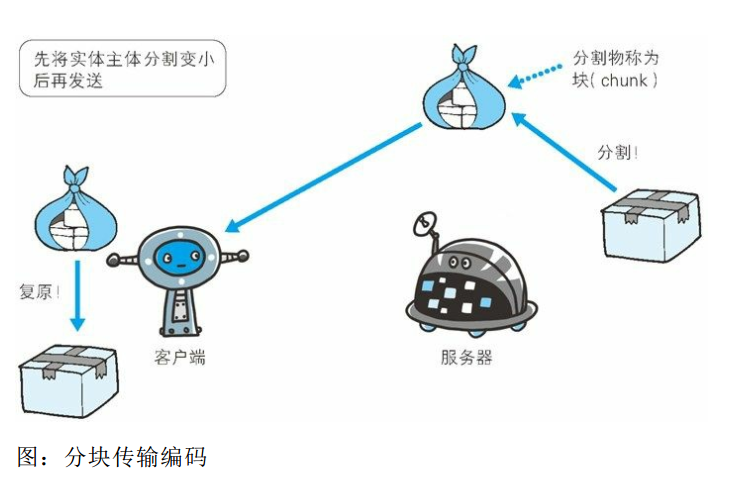 先将实体主体分割变小
后再发送
分割物称为
块( chunk )
分割!
复原!
客户端
服务器
图：分块传输编码